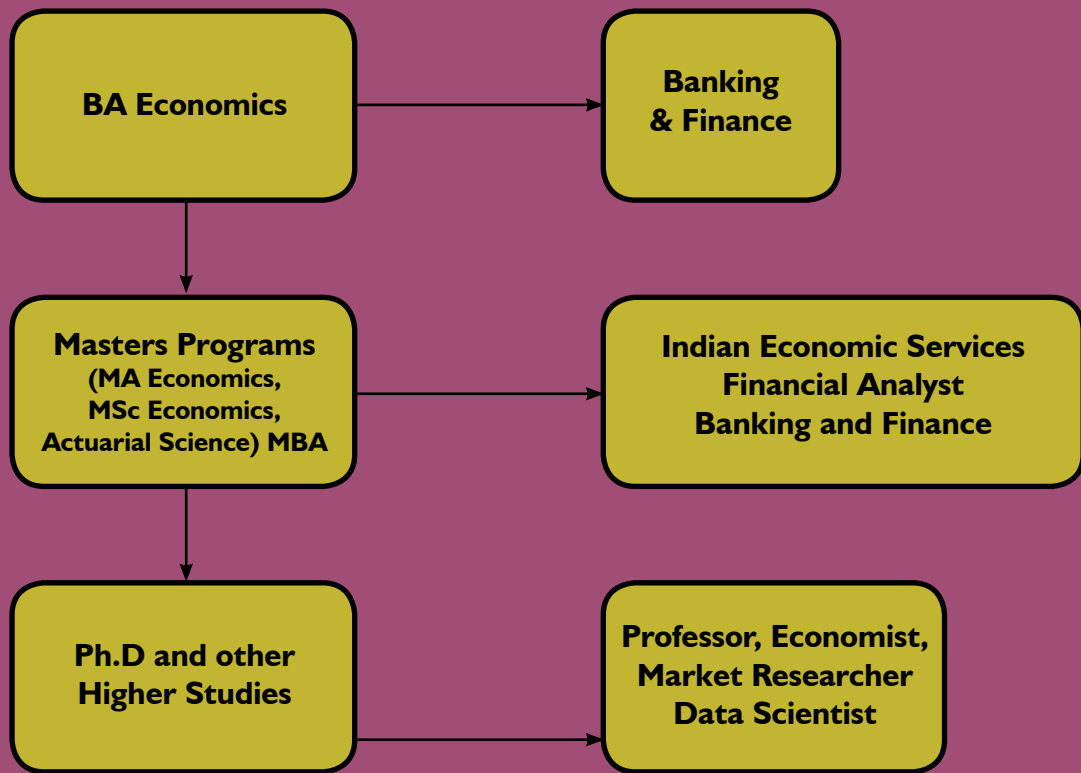 BA Economics
Banking
& Finance
Masters Programs
(MA Economics,
MSc Economics,
Actuarial Science) MBA
Indian Economic Services
Financial Analyst
Banking and Finance
Ph.D and other
Higher Studies
Professor, Economist,
Market Researcher
Data Scientist